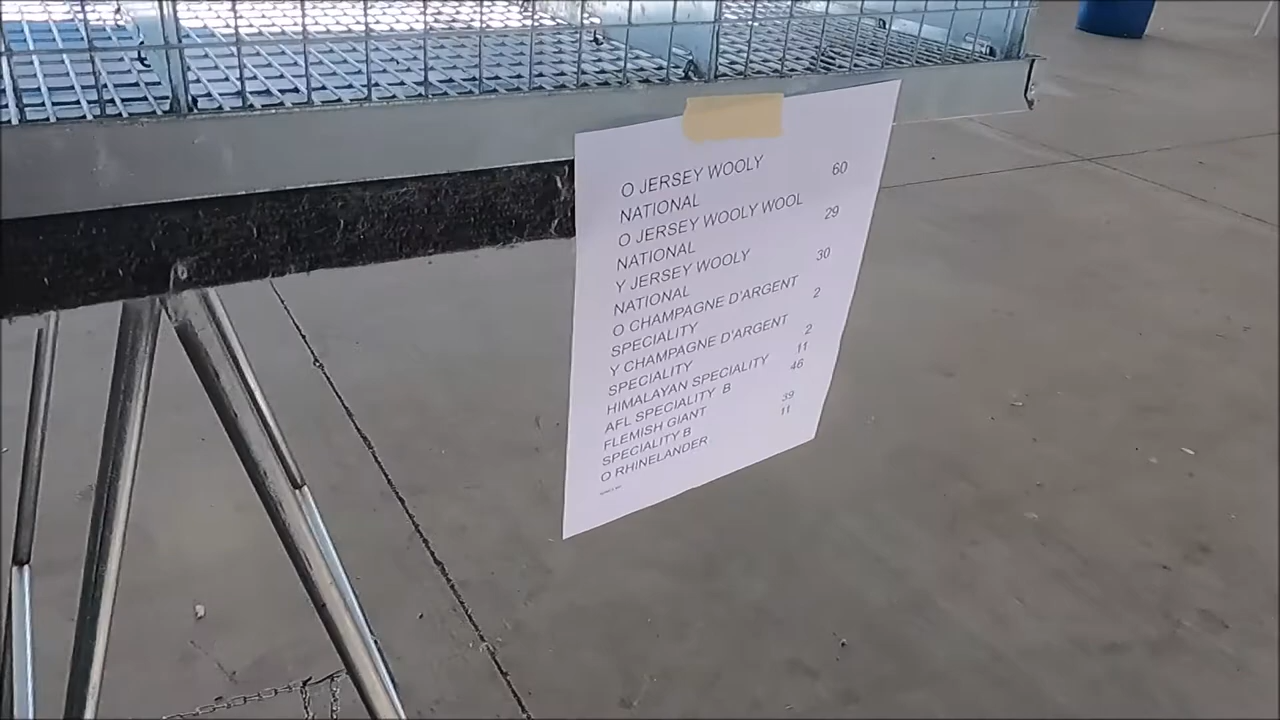 O JERSEY WOOLY 60
NATIONAL
O JERSEY WOOLY WOOL 29
NATIONAL
Y JERSEY WOOLY 30
NATIONAL
O CHAMPAGNE D'ARGENT 2
SPECIALITY
Y CHAMPAGNE D'ARGENT 2
SPECIALITY 11
HIMALAYAN SPECIALITY 46
AFL SPECIALITY B
FLEMISH GIANT 39
SPECIALITY B 11
O RHINELANDER